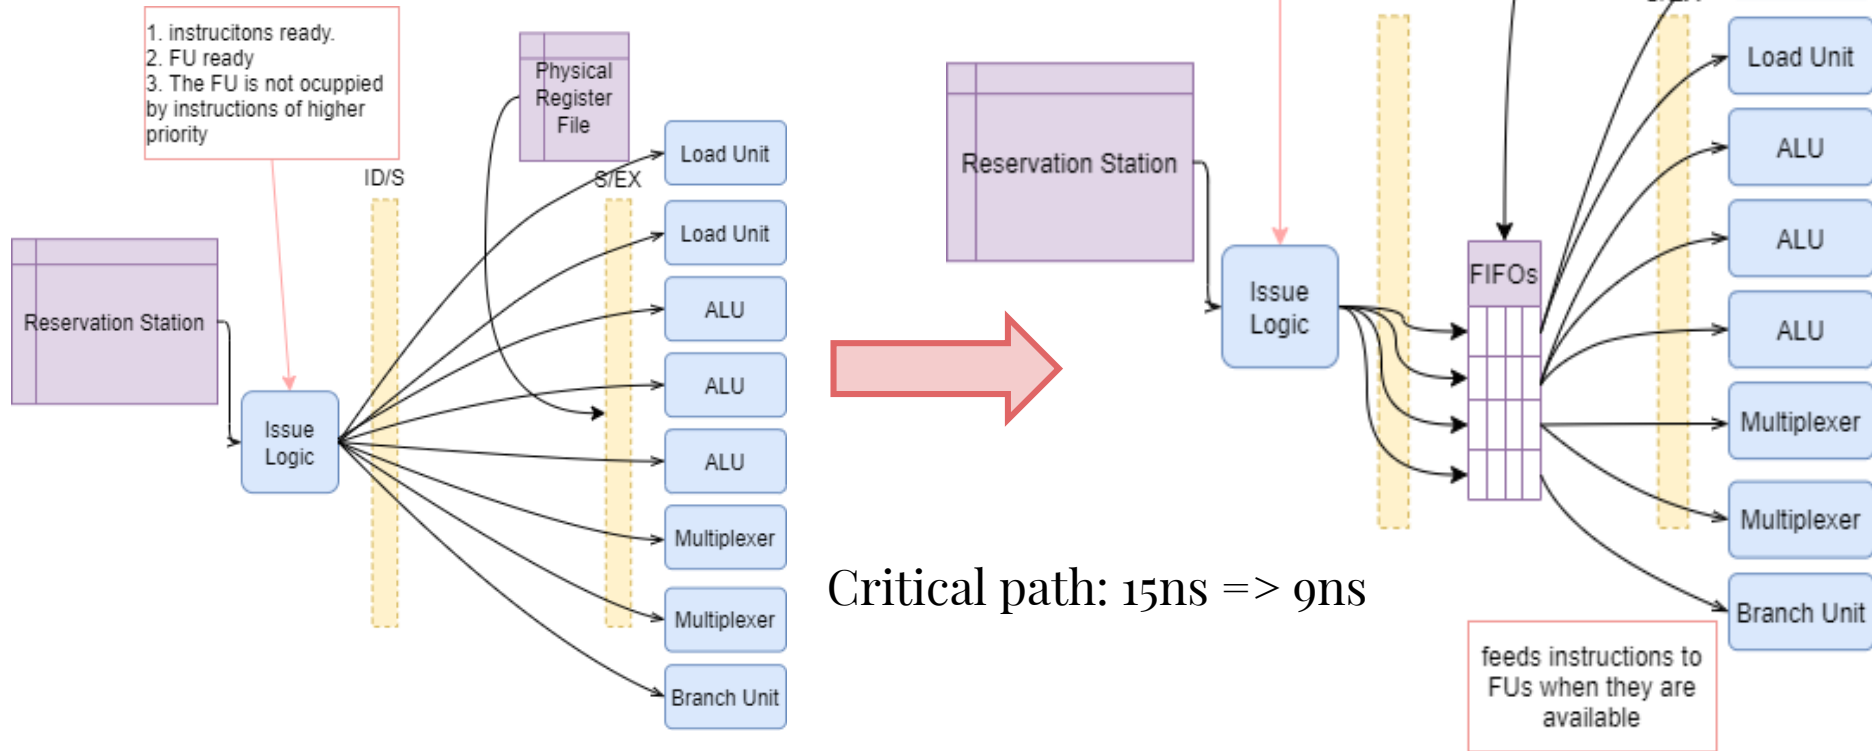 1. instrucitons ready.
2. FU ready
3. The FU is not ocuppied
by instructions of higher
priority
Physical
Register
File
ID/S
S/EX
Reservation Station
Issue
Logic
Load Unit
Load Unit
ALU
ALU
ALU
Multiplexer
Multiplexer
Branch Unit
Critical path: 15ns => 9ns
Reservation Station
Issue
Logic
FIFOs
Load Unit
ALU
ALU
ALU
Multiplexer
Multiplexer
Branch Unit
feeds instructions to
FUs when they are
available